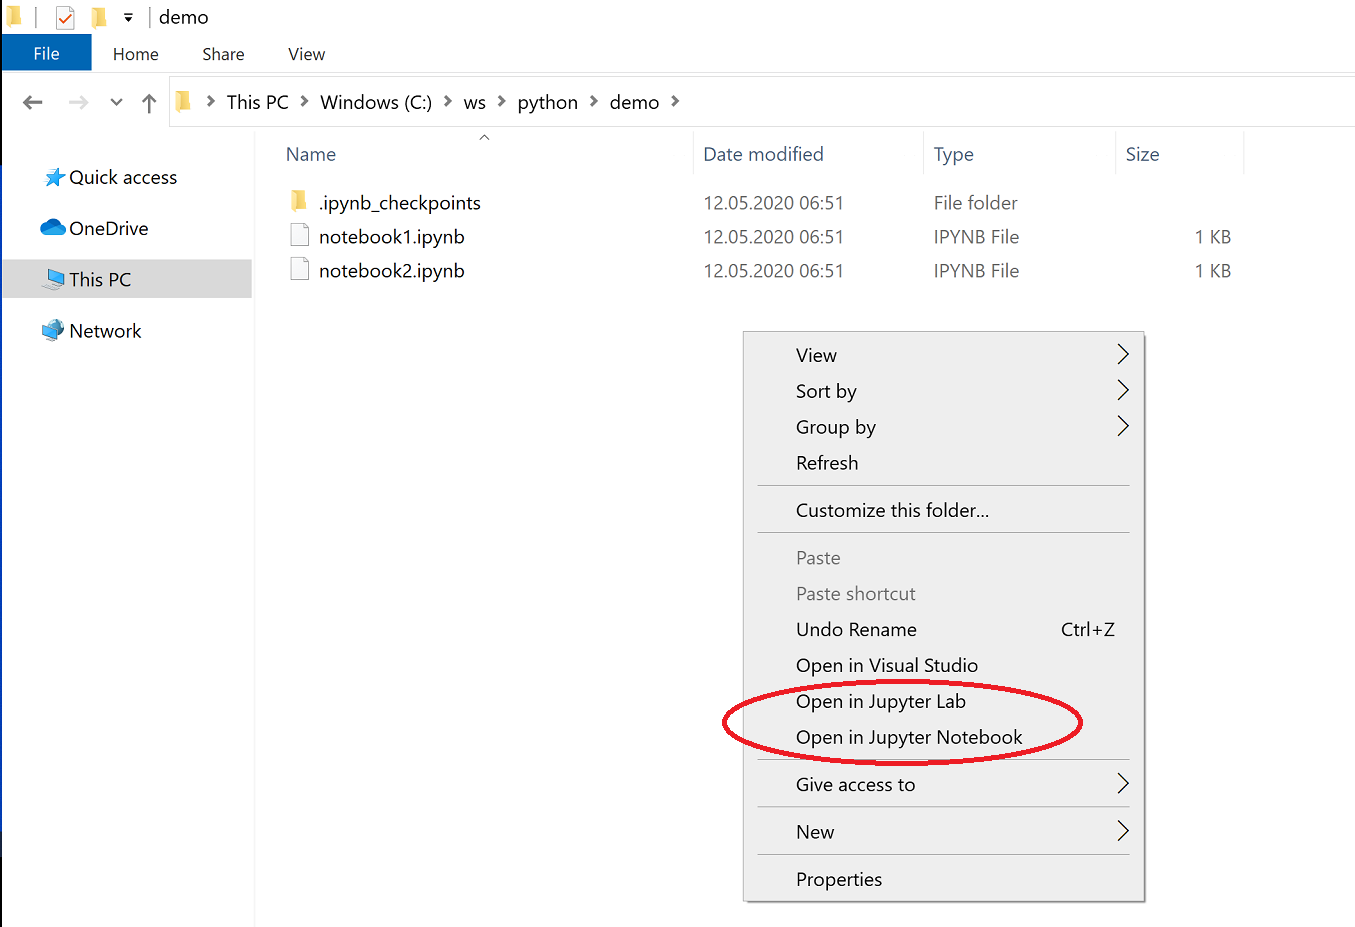 demo
File Home Share View
This PC Windows (C:) ws python demo
Name Date modified Type Size
Quick access
OneDrive
This PC
Network
.ipynb_checkpoints 12.05.2020 06:51 File folder
notebook1.ipynb 12.05.2020 06:51 IPYNB File 1 KB
notebook2.ipynb 12.05.2020 06:51 IPYNB File 1 KB
View
Sort by
Group by
Refresh
Customize this folder...
Paste
Paste shortcut
Undo Rename Ctrl+Z
Open in Visual Studio
Open in Jupyter Lab
Open in Jupyter Notebook
Give access to
New
Properties